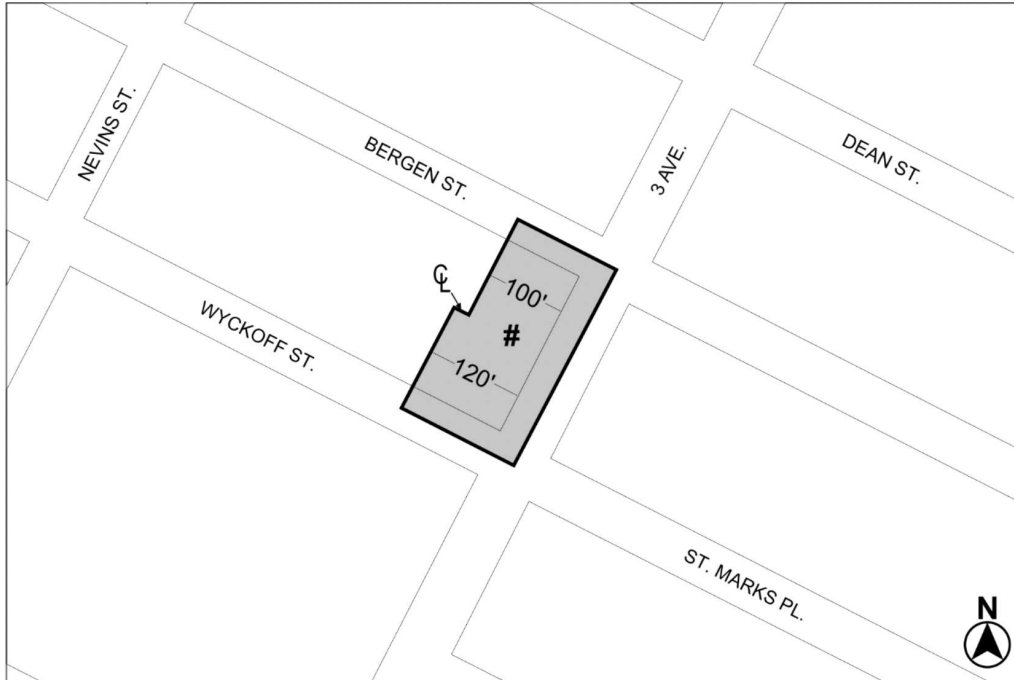 NEVINS ST.
BERGEN ST.
3 AVE.
DEAN ST.
℄
100'
#
WYCKOFF ST.
120'
ST. MARKS PL.
N